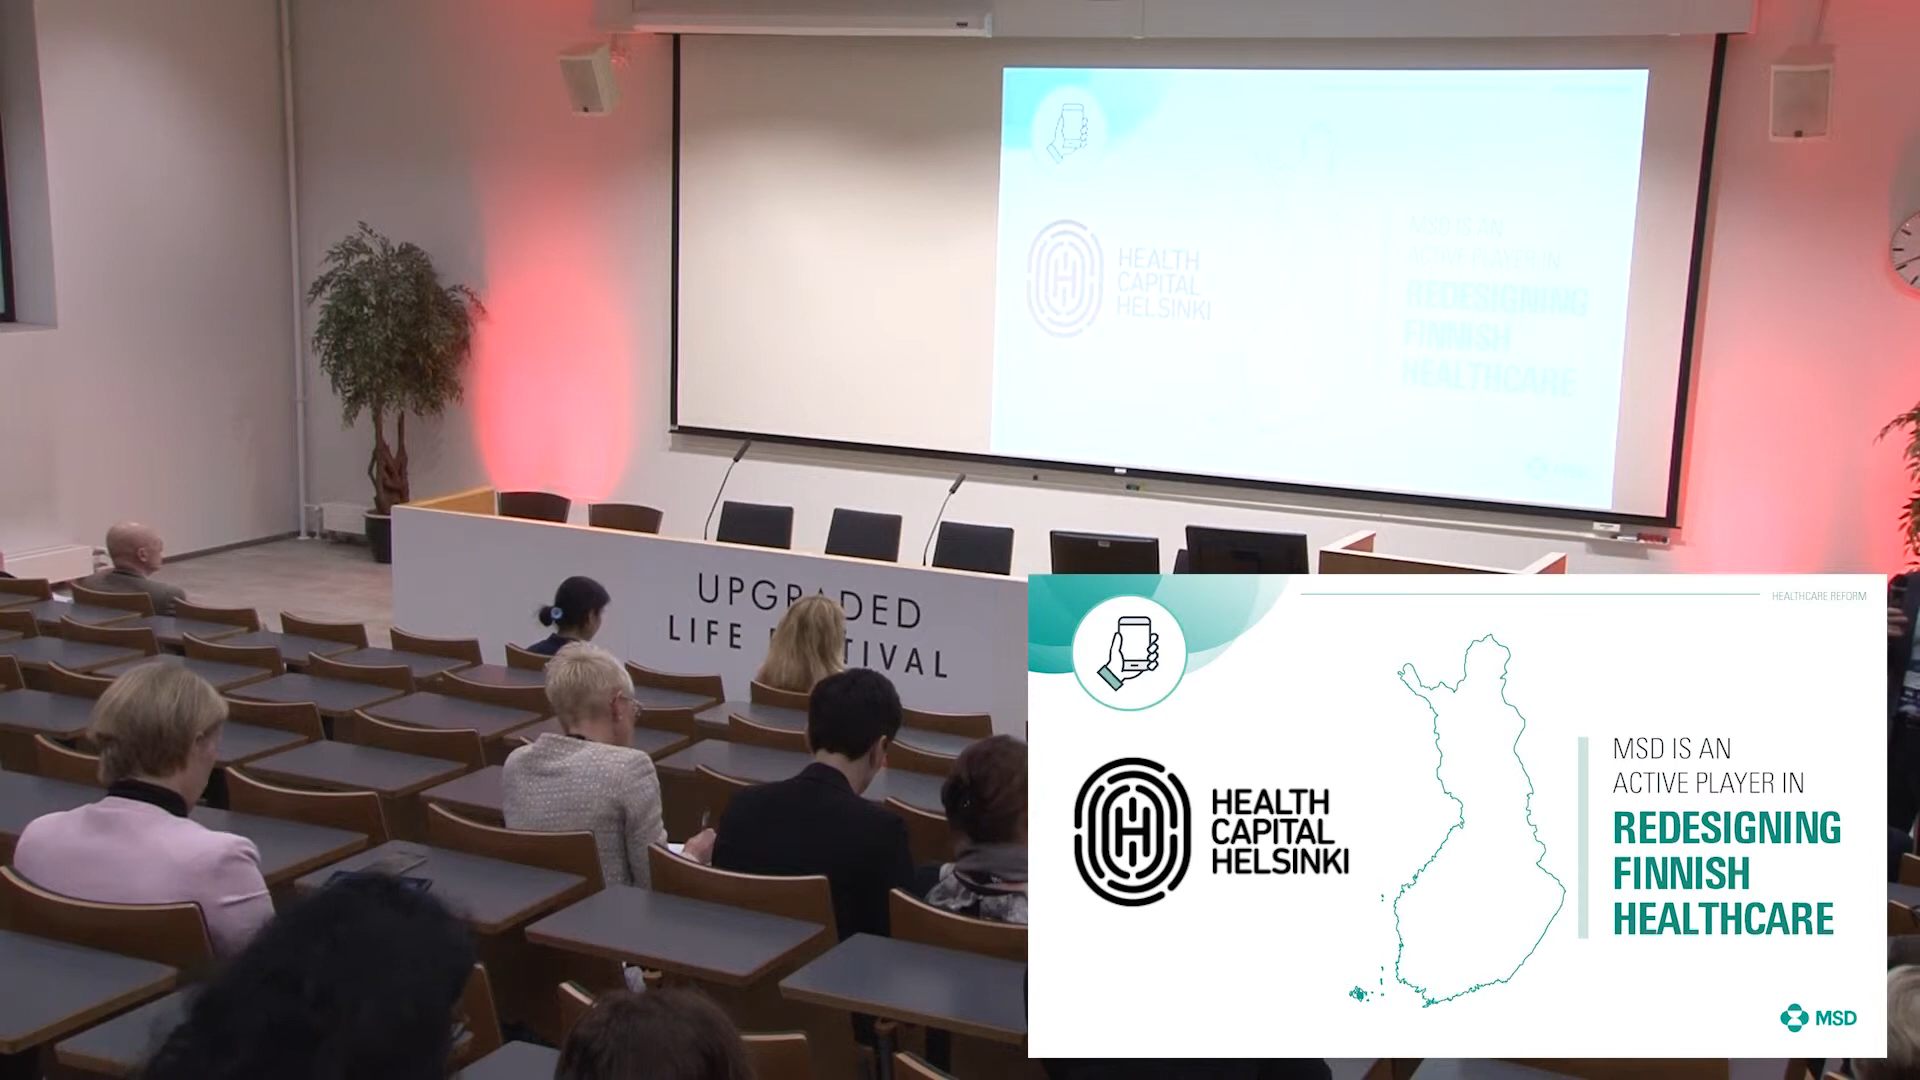 HEALTH
CAPITAL
HELSINKI
MSD IS AN
ACTIVE PLAYER IN
REDESIGNING
FINNISH
HEALTHCARE
UPGRADED
LIFE TIVAL
HEALTHCARE REFORM
HEALTH
CAPITAL
HELSINKI
MSD IS AN
ACTIVE PLAYER IN
REDESIGNING
FINNISH
HEALTHCARE
MSD